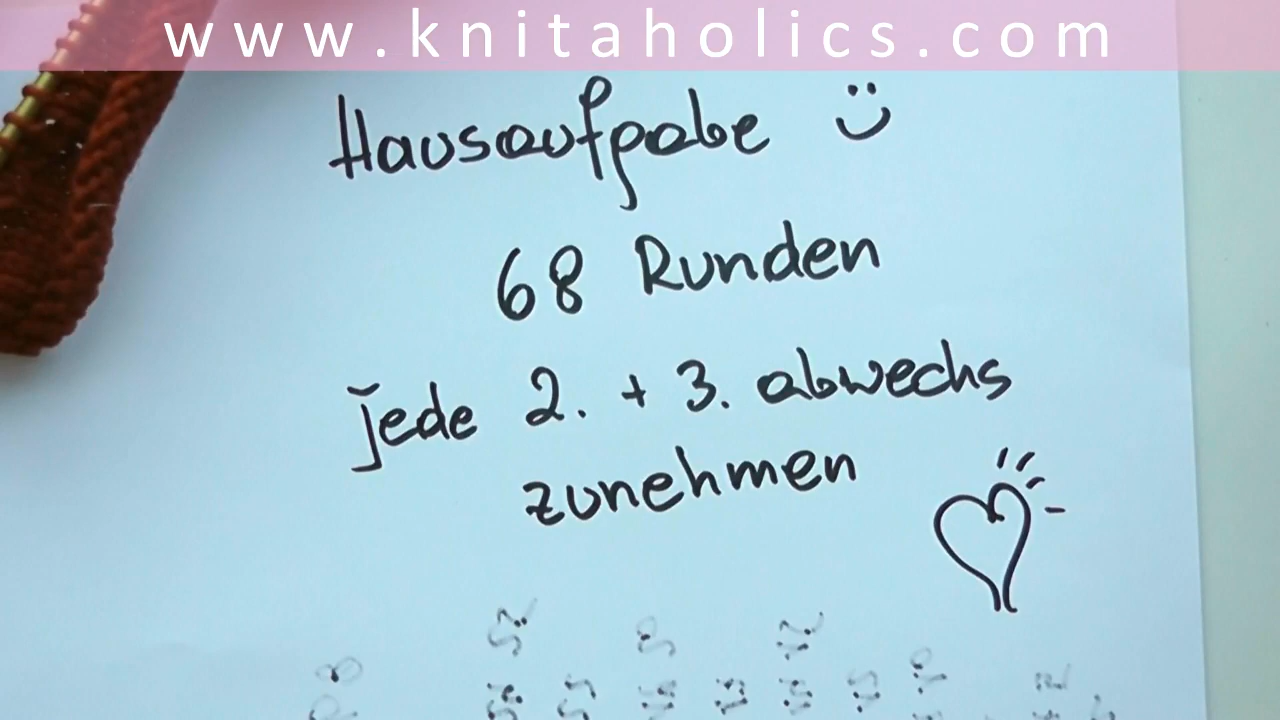 www.knitaholics.com
Hausaufgabe
68 Runden
jede 2. + 3. abwechs
zunehmen